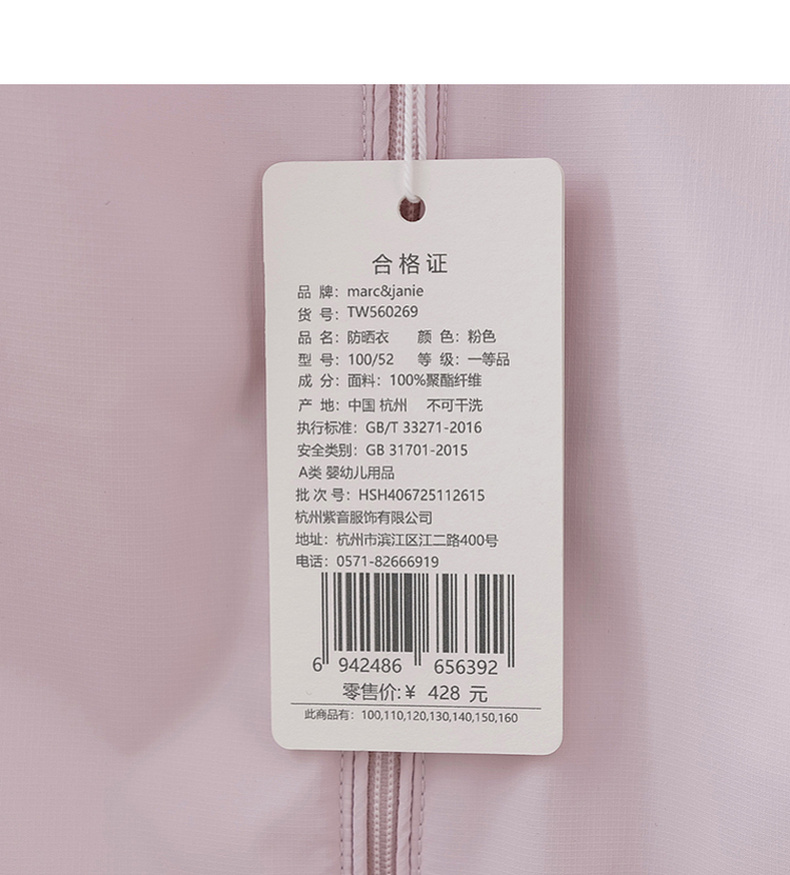 合格证
品 牌：marc&janie
货 号：TW560269
品 名：防晒衣 颜 色：粉色
型 号：100/52 等 级：一等品
成 分：面料：100%聚酯纤维
产 地：中国 杭州 不可干洗
执行标准：GB/T 33271-2016
安全类别：GB 31701-2015
A类 婴幼儿用品
批 次 号：HSH406725112615
杭州紫音服饰有限公司
地址：杭州市滨江区江二路400号
电话：0571-82666919
6 942486 656392
零售价:¥ 428 元
此商品有：100,110,120,130,140,150,160